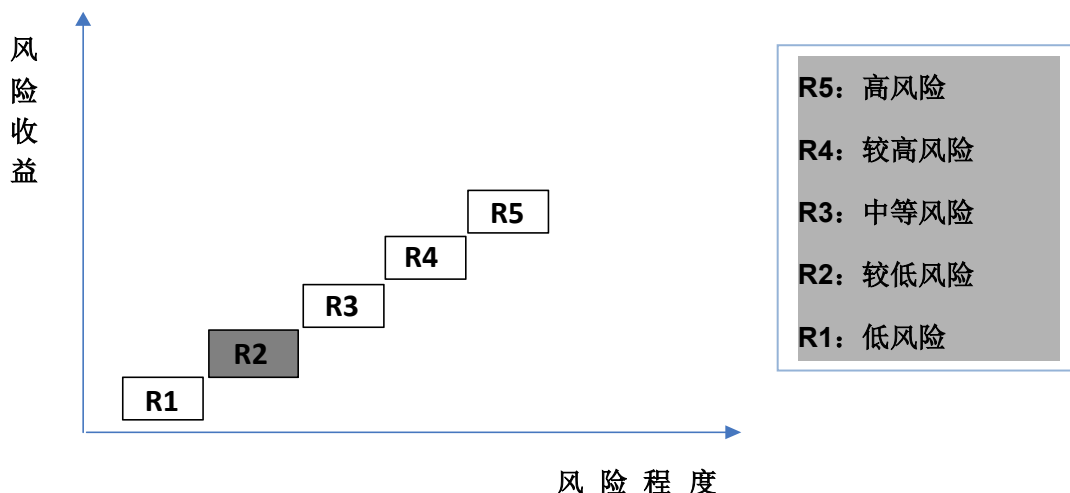 风
险
收
益
R5
R4
R3
R2
R1
风 险 程 度
R5：高风险
R4：较高风险
R3：中等风险
R2：较低风险
R1：低风险